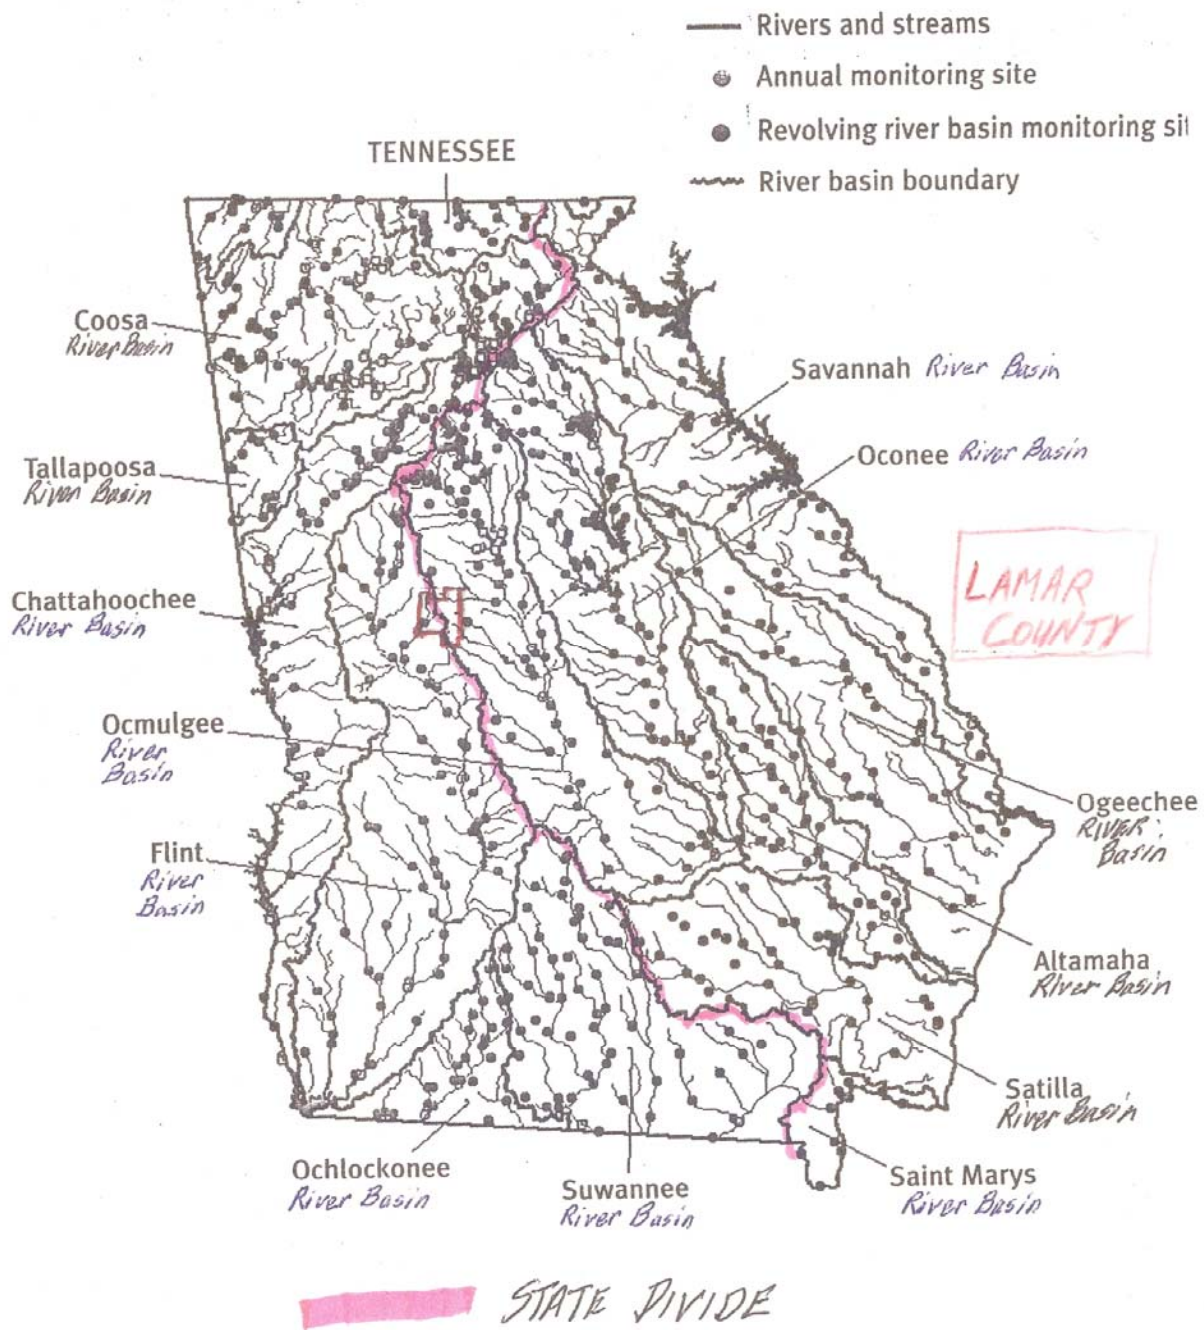 Rivers and streams
Annual monitoring site
Revolving river basin monitoring sit
River basin boundary
TENNESSEE
Coosa
River Basin
Savannah River Basin
Oconee River Basin
Tallapoosa
River Basin
LAMAR
COUNTY
Chattahoochee
River Basin
Ocmulgee
River
Basin
Ogeechee
RIVER
Basin
Flint
River
Basin
Altamaha
River Basin
Satilla
River Basin
Ochlockonee
River Basin
Suwannee
River Basin
Saint Marys
River Basin
STATE DIVIDE